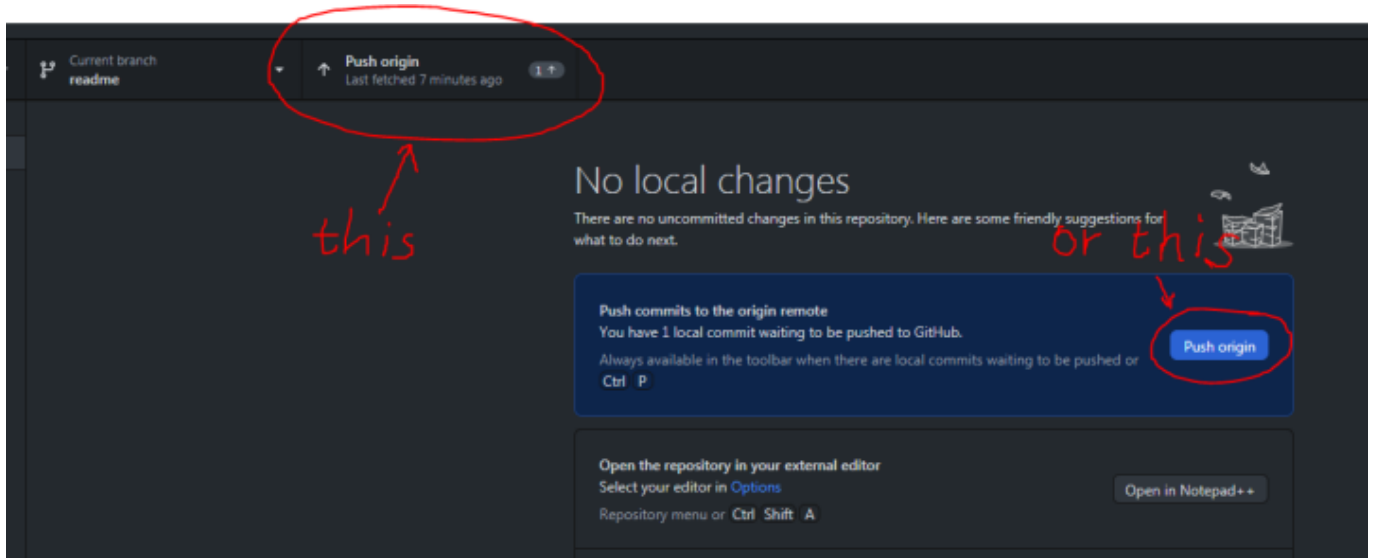 Current branch
readme
Push origin
Last fetched 7 minutes ago
1↑
this
No local changes
There are no uncommitted changes in this repository. Here are some friendly suggestions for
what to do next.
or this
Push commits to the origin remote
You have 1 local commit waiting to be pushed to GitHub.
Always available in the toolbar when there are local commits waiting to be pushed or
Ctrl P
Push origin
Open the repository in your external editor
Select your editor in Options
Repository menu or Ctrl Shift A
Open in Notepad++